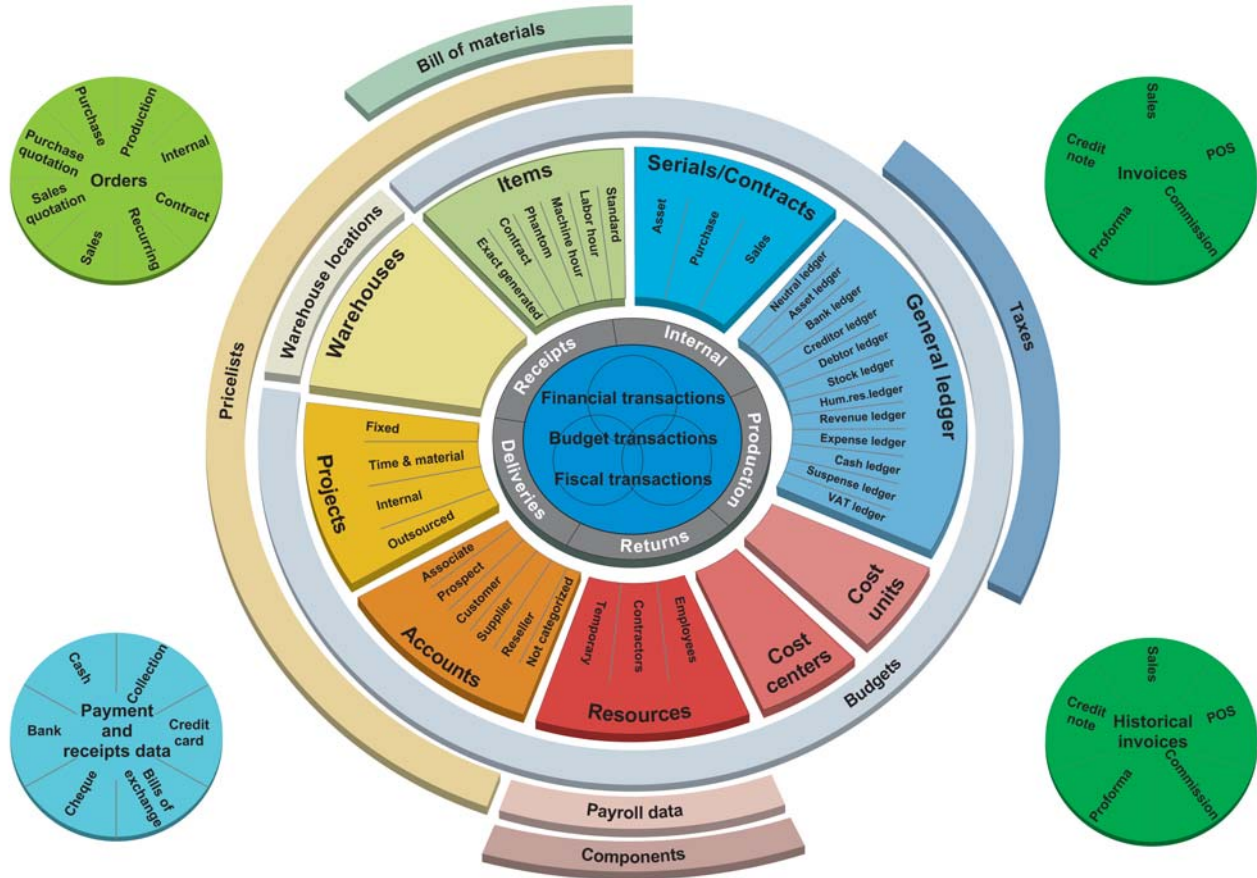 Bill of materials
Pricelists
Taxes
Budgets
Payroll data
Components
Warehouse locations
Orders
Purchase
Production
Internal
Contract
Recurring
Sales
Sales
quotation
Purchase
quotation
Invoices
Sales
POS
Commission
Proforma
Credit
note
Items
Exact generated
Contract
Phantom
Machine hour
Labor hour
Standard
Serials/Contracts
Asset
Purchase
Sales
General ledger
Neutral ledger
Asset ledger
Bank ledger
Creditor ledger
Debtor ledger
Stock ledger
Hum.res.ledger
Revenue ledger
Expense ledger
Cash ledger
Suspense ledger
VAT ledger
Cost
units
Cost
centers
Resources
Temporary
Contractors
Employees
Accounts
Associate
Prospect
Customer
Supplier
Reseller
Not categorized
Projects
Fixed
Time & material
Internal
Outsourced
Warehouses
Receipts
Internal
Production
Returns
Deliveries
Financial transactions
Budget transactions
Fiscal transactions
Payment
and
receipts data
Cash
Collection
Credit
card
Bills of
exchange
Cheque
Bank
Historical
invoices
Sales
POS
Commission
Proforma
Credit
note